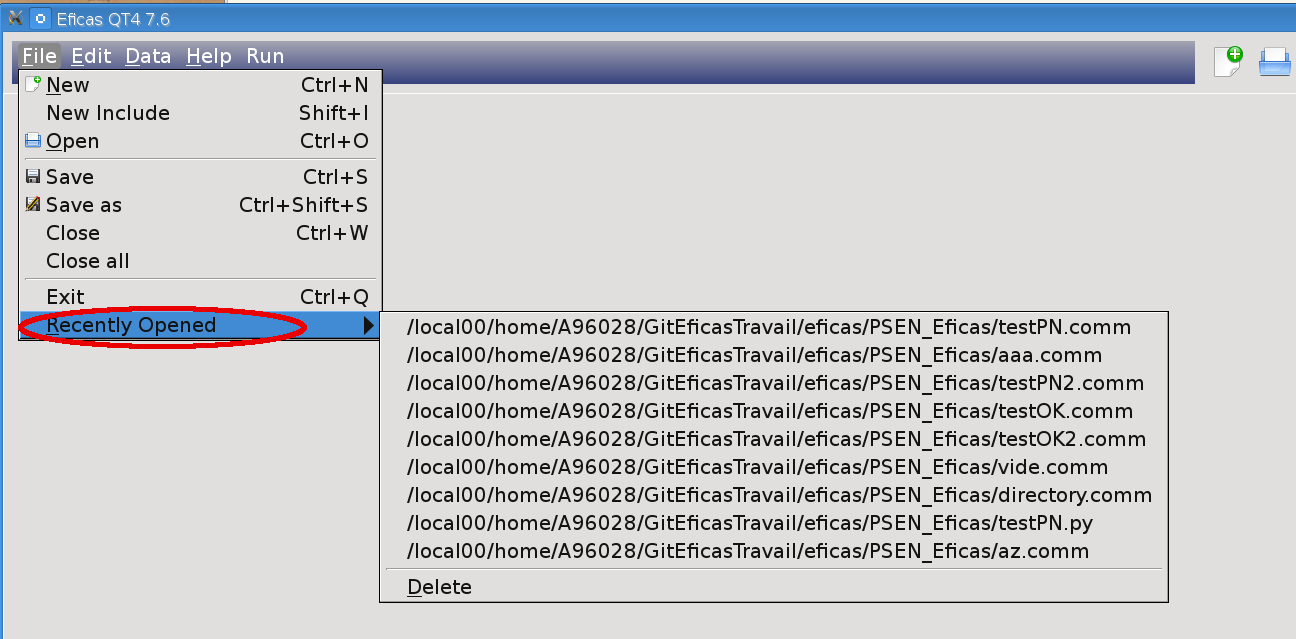 Eficas QT4 7.6
File Edit Data Help Run
New Ctrl+N
New Include Shift+I
Open Ctrl+O
Save Ctrl+S
Save as Ctrl+Shift+S
Close Ctrl+W
Close all
Exit Ctrl+Q
Recently Opened
/local00/home/A96028/GitEficasTravail/eficas/PSEN_Eficas/testPN.comm
/local00/home/A96028/GitEficasTravail/eficas/PSEN_Eficas/aaa.comm
/local00/home/A96028/GitEficasTravail/eficas/PSEN_Eficas/testPN2.comm
/local00/home/A96028/GitEficasTravail/eficas/PSEN_Eficas/testOK.comm
/local00/home/A96028/GitEficasTravail/eficas/PSEN_Eficas/testOK2.comm
/local00/home/A96028/GitEficasTravail/eficas/PSEN_Eficas/vide.comm
/local00/home/A96028/GitEficasTravail/eficas/PSEN_Eficas/directory.comm
/local00/home/A96028/GitEficasTravail/eficas/PSEN_Eficas/testPN.py
/local00/home/A96028/GitEficasTravail/eficas/PSEN_Eficas/az.comm
Delete